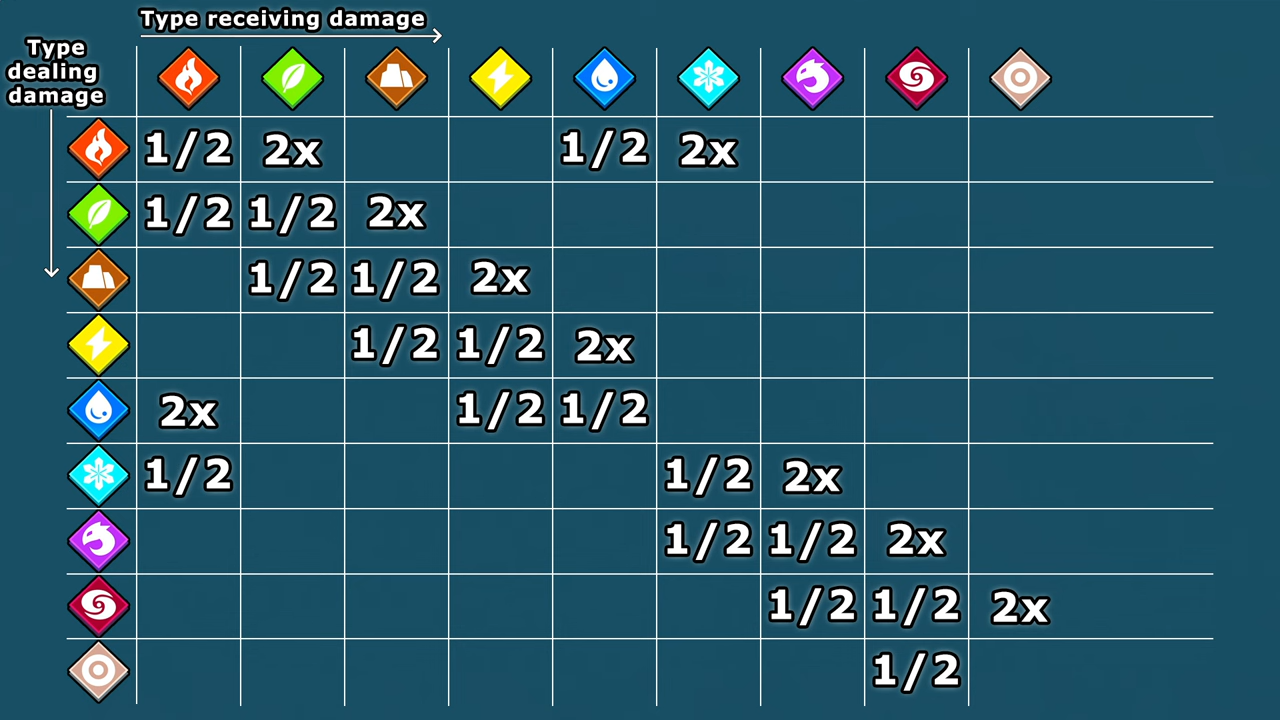 Type receiving damage
Type
dealing
damage
1/2 2x 1/2 2x
1/2 1/2 2x
1/2 1/2 2x
1/2 1/2 2x
2x 1/2 1/2
1/2 1/2 2x
1/2 1/2 2x
1/2 1/2 2x
1/2